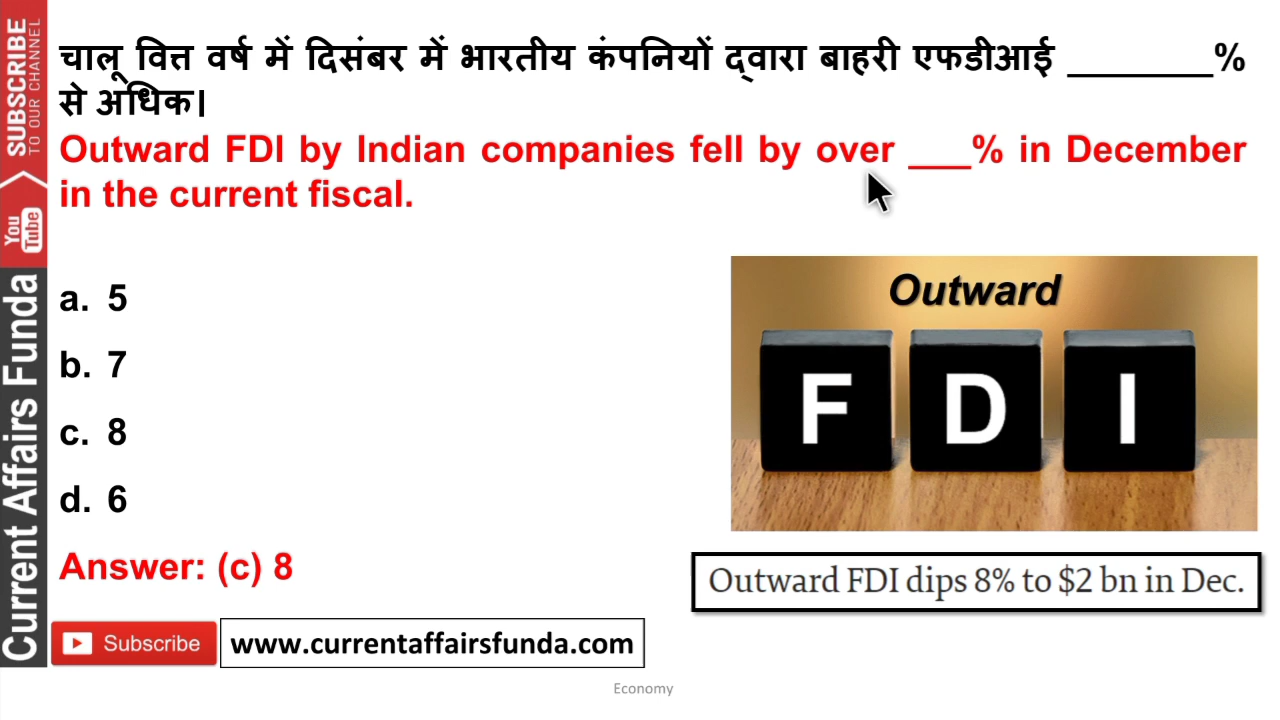 SUBSCRIBE
TO OUR CHANNEL
You
Tube
Current Affairs Funda
चालू वित्त वर्ष में दिसंबर में भारतीय कंपनियों द्वारा बाहरी एफडीआई ________%
से अधिक।
Outward FDI by Indian companies fell by over ___% in December
in the current fiscal.
a. 5
b. 7
c. 8
d. 6
Answer: (c) 8
Outward
F D I
Outward FDI dips 8% to $2 bn in Dec.
Subscribe
www.currentaffairsfunda.com
Economy